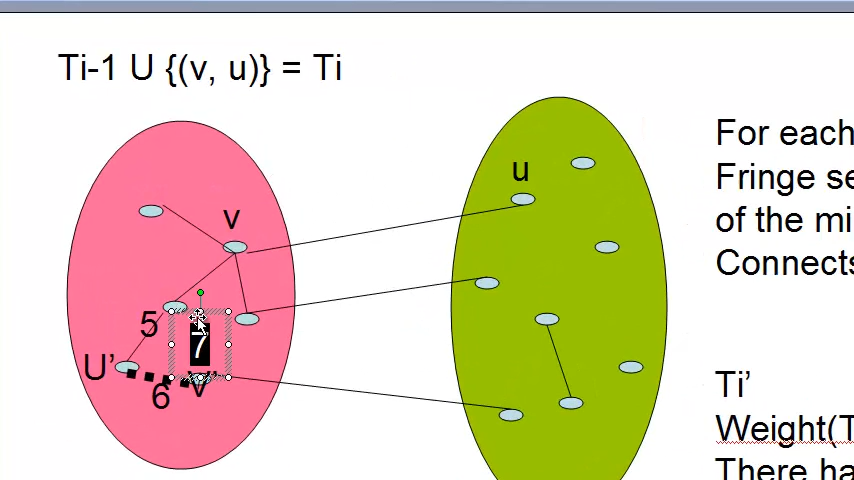 Ti-1 U {(v, u)} = Ti
For each
Fringe se
of the mi
Connects
u
v
5
7
U'
v'
6
Ti'
Weight(T
There ha